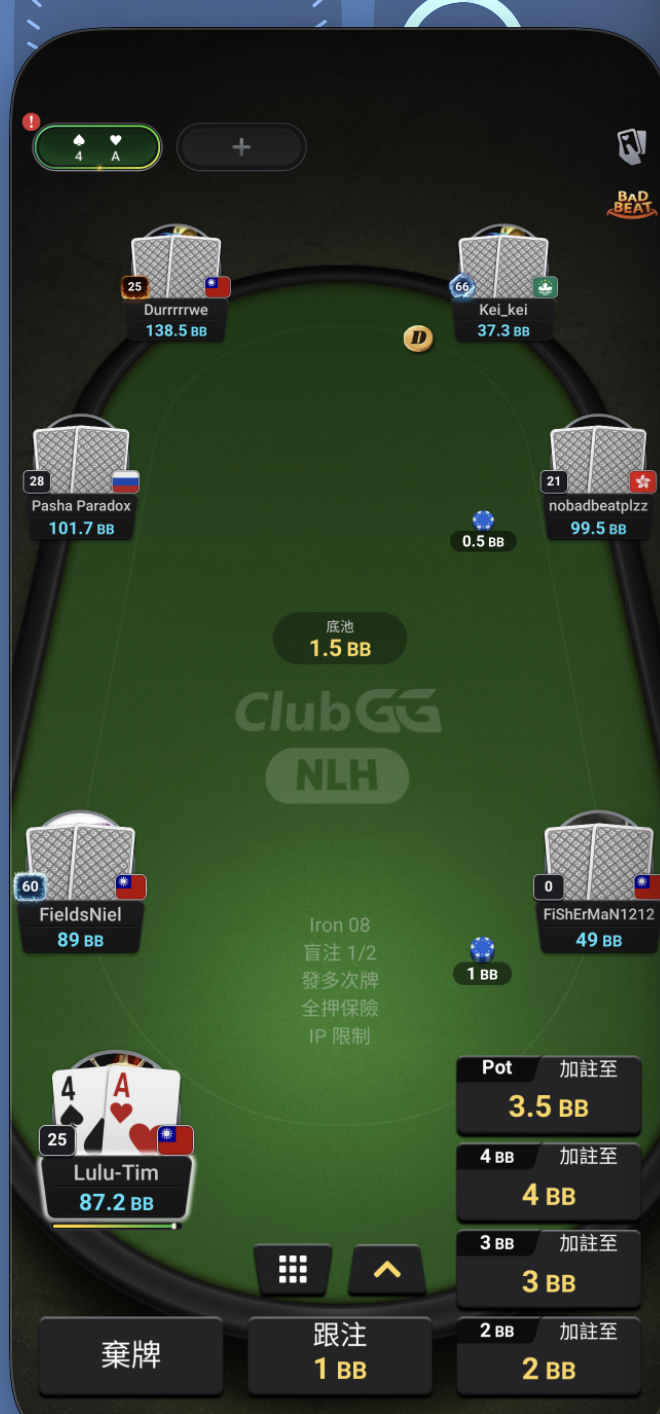 !
4 A
+
BAD
BEAT
25
Durrrrrwe
138.5 BB
66
Kei_kei
37.3 BB
D
28
Pasha Paradox
101.7 BB
21
nobadbeatplzz
99.5 BB
0.5 BB
底池
1.5 BB
ClubGG
NLH
60
FieldsNiel
89 BB
0
FiShErMaN1212
49 BB
Iron 08
盲注 1/2
發多次牌
全押保險
IP 限制
1 BB
4 A
25
Lulu-Tim
87.2 BB
Pot 加註至
3.5 BB
4 BB 加註至
4 BB
3 BB 加註至
3 BB
2 BB 加註至
2 BB
棄牌
跟注
1 BB